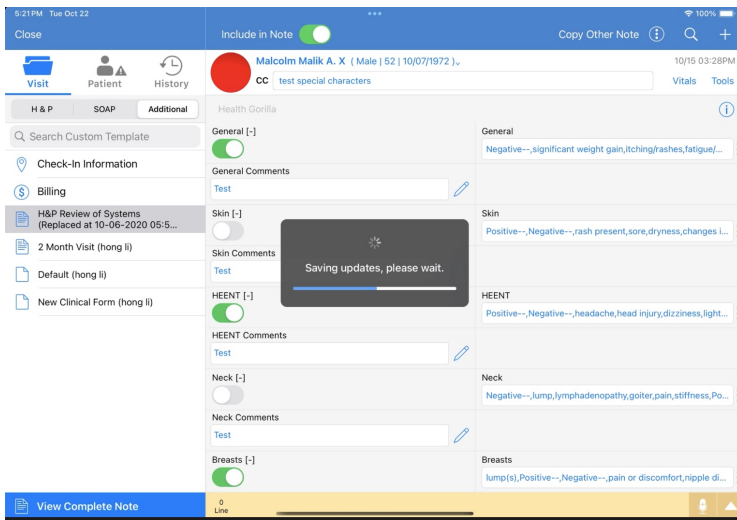 5:21 PM Tue Oct 22
100%
Close
Include in Note
Copy Other Note
Visit
Patient
History
Malcolm Malik A. X ( Male | 52 | 10/07/1972 )
10/15 03:28PM
CC test special characters
Vitals
Tools
H & P
SOAP
Additional
Health Gorilla
Search Custom Template
Check-In Information
Billing
H&P Review of Systems
(Replaced at 10-06-2020 05:5...
2 Month Visit (hong li)
Default (hong li)
New Clinical Form (hong li)
General [-]
General
Negative--,significant weight gain,itching/rashes,fatigue/...
General Comments
Test
Skin [-]
Skin
Positive--,Negative--,rash present,sore,dryness,changes i...
Skin Comments
Test
Saving updates, please wait.
HEENT [-]
HEENT
Positive--,Negative--,headache,head injury,dizziness,light...
HEENT Comments
Test
Neck [-]
Neck
Negative--,lump,lymphadenopathy,goiter,pain,stiffness,Po...
Neck Comments
Test
Breasts [-]
Breasts
lump(s),Positive--,Negative--,pain or discomfort,nipple di...
View Complete Note
0
Line